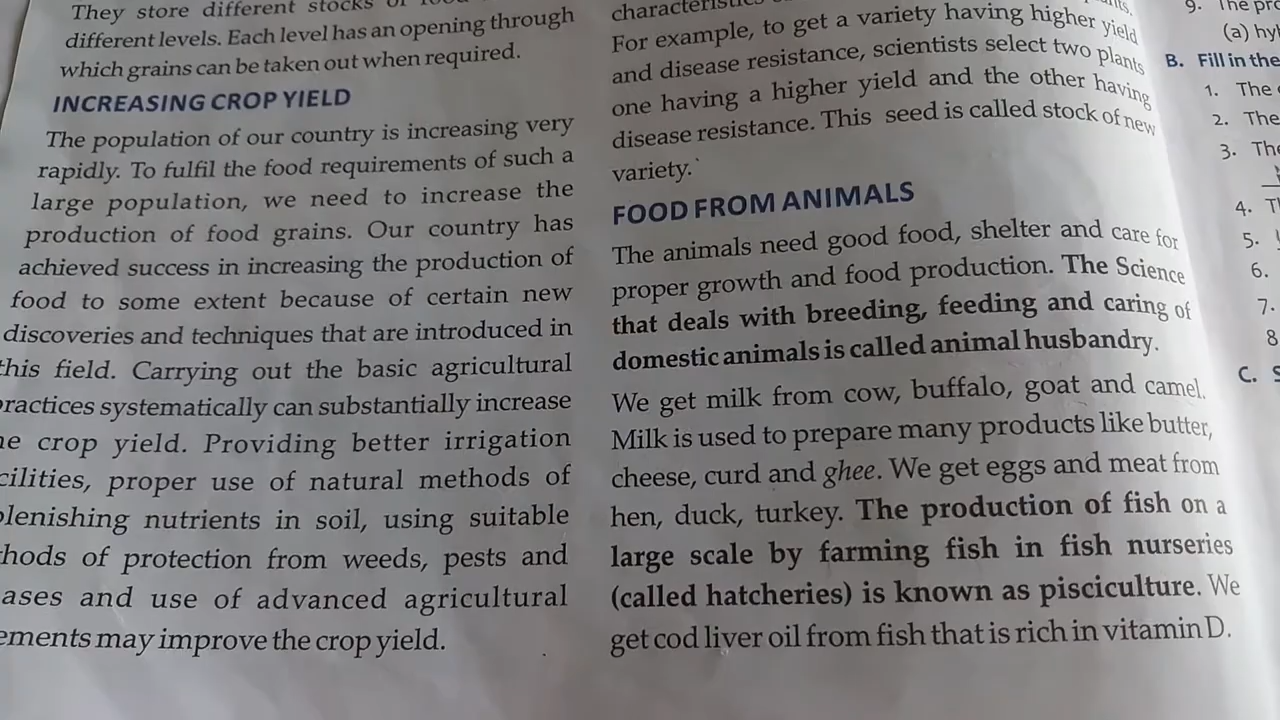 They store different stocks of
different levels. Each level has an opening through
which grains can be taken out when required.
INCREASING CROP YIELD
The population of our country is increasing very
rapidly. To fulfil the food requirements of such a
large population, we need to increase the
production of food grains. Our country has
achieved success in increasing the production of
food to some extent because of certain new
discoveries and techniques that are introduced in
this field. Carrying out the basic agricultural
ractices systematically can substantially increase
e crop yield. Providing better irrigation
cilities, proper use of natural methods of
plenishing nutrients in soil, using suitable
hods of protection from weeds, pests and
ases and use of advanced agricultural
ements may improve the crop yield.
For example, to get a variety having higher yield
and disease resistance, scientists select two plants
one having a higher yield and the other having
disease resistance. This seed is called stock of new
variety.
FOOD FROM ANIMALS
The animals need good food, shelter and care for
proper growth and food production. The Science
that deals with breeding, feeding and caring of
domestic animals is called animal husbandry.
We get milk from cow, buffalo, goat and camel.
Milk is used to prepare many products like butter,
cheese, curd and ghee. We get eggs and meat from
hen, duck, turkey. The production of fish on a
large scale by farming fish in fish nurseries
(called hatcheries) is known as pisciculture. We
get cod liver oil from fish that is rich in vitamin D.
9. The pro
(a) hyl
B. Fill in the
1. The
2. The
3. The
4. T
5.
6.
7.
8
C. S